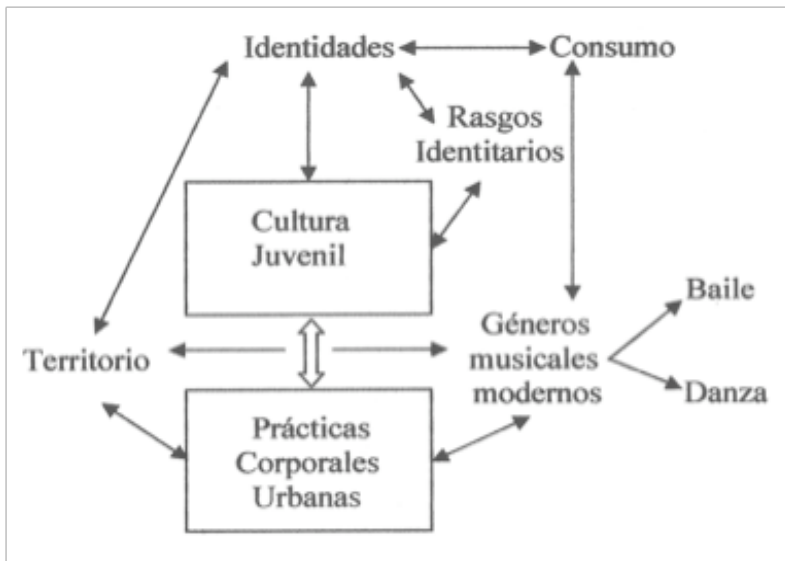 Identidades
Consumo
Rasgos
Identitarios
Cultura
Juvenil
Baile
Géneros
musicales
modernos
Territorio
Danza
Prácticas
Corporales
Urbanas